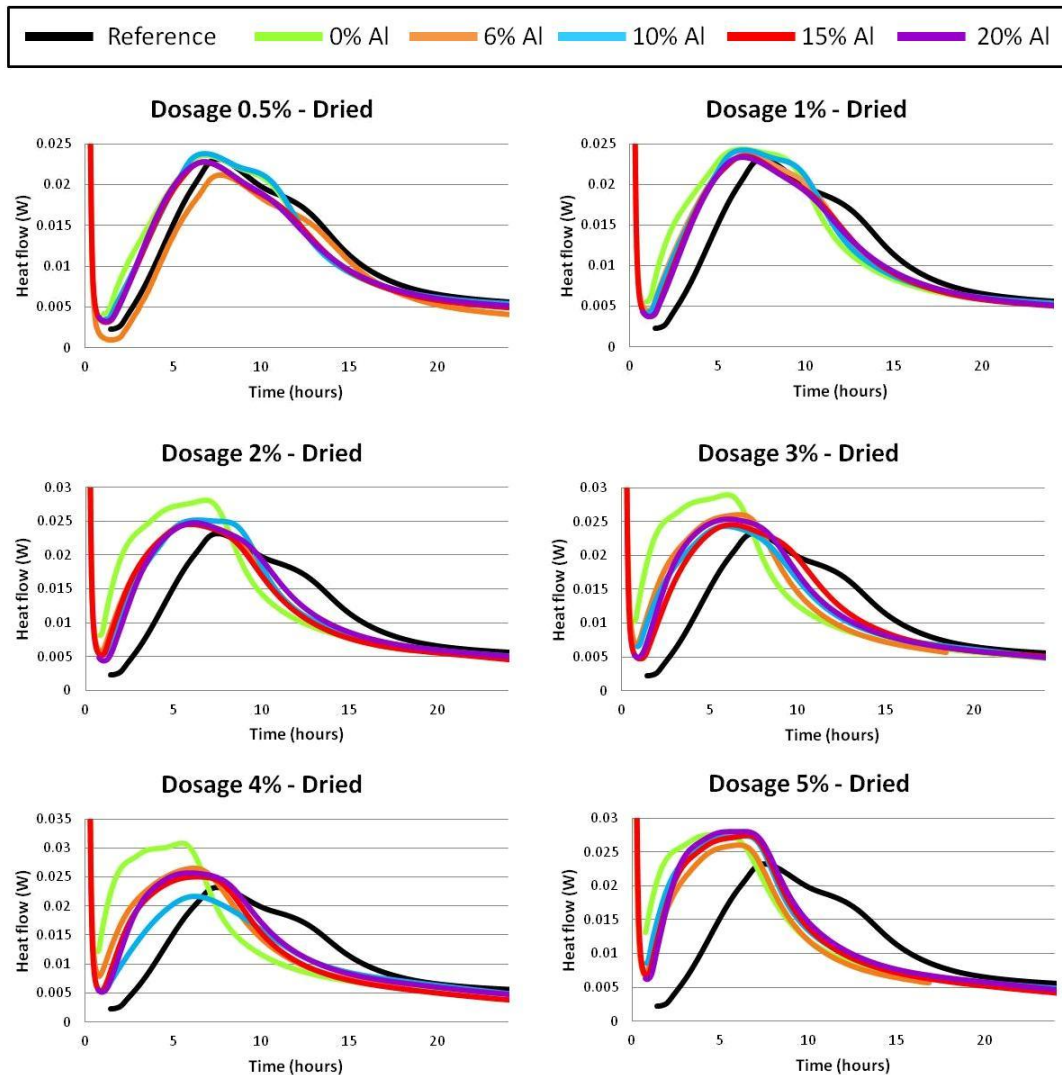 Reference 0% Al 6% Al 10% Al 15% Al 20% Al
Dosage 0.5% - Dried
0.025
0.02
0.015
0.01
0.005
0
Heat flow (W)
0 5 10 15 20
Time (hours)
Dosage 1% - Dried
0.025
0.02
0.015
0.01
0.005
0
Heat flow (W)
0 5 10 15 20
Time (hours)
Dosage 2% - Dried
0.03
0.025
0.02
0.015
0.01
0.005
0
Heat flow (W)
0 5 10 15 20
Time (hours)
Dosage 3% - Dried
0.03
0.025
0.02
0.015
0.01
0.005
0
Heat flow (W)
0 5 10 15 20
Time (hours)
Dosage 4% - Dried
0.035
0.03
0.025
0.02
0.015
0.01
0.005
0
Heat flow (W)
0 5 10 15 20
Time (hours)
Dosage 5% - Dried
0.03
0.025
0.02
0.015
0.01
0.005
0
Heat flow (W)
0 5 10 15 20
Time (hours)